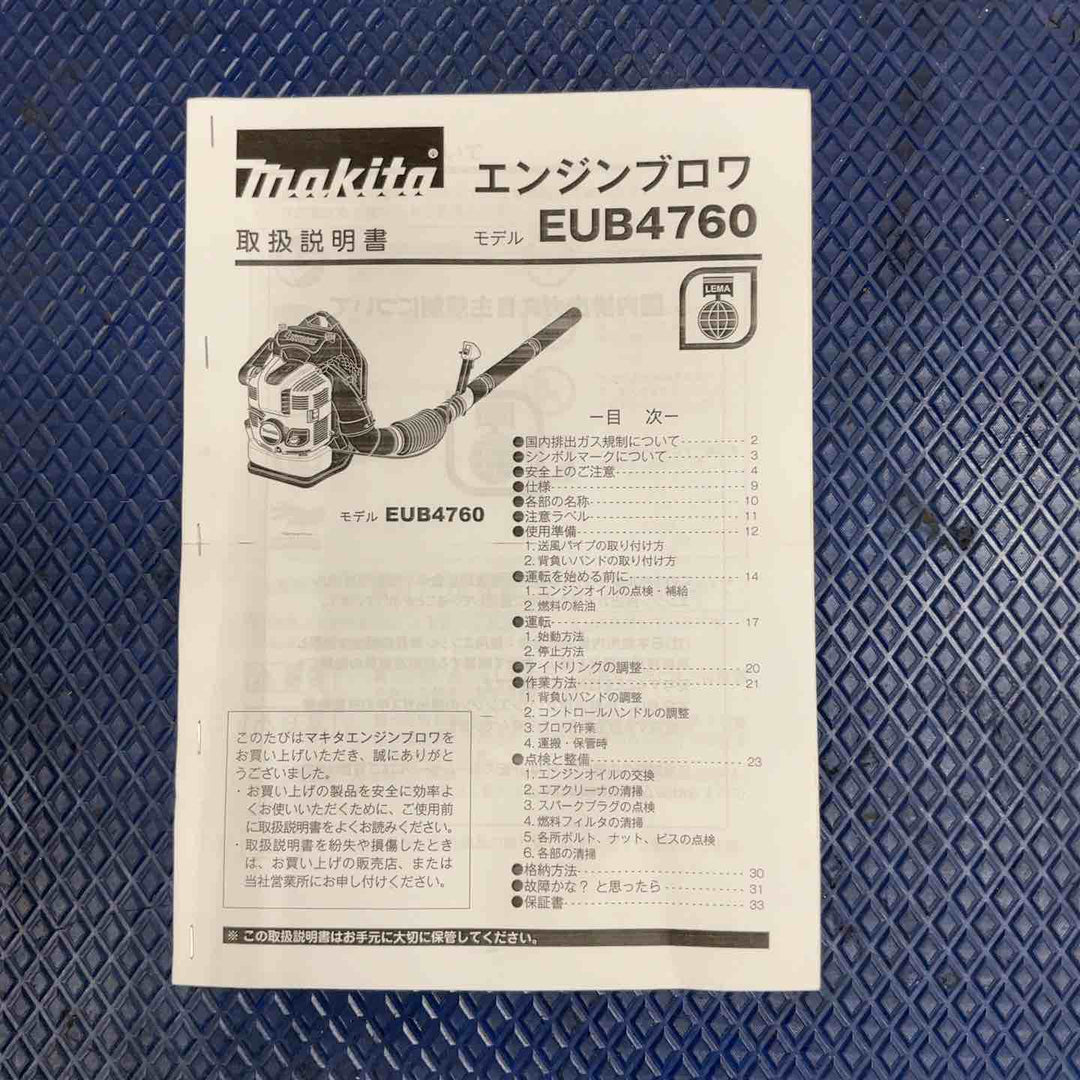 makita®
エンジンブロワ
取扱説明書
モデル EUB4760
LEMA
モデル EUB4760
ー目 次ー
●国内排出ガス規制について 2
●シンボルマークについて 3
●安全上のご注意 4
●仕様 9
●各部の名称 10
●注意ラベル 11
●使用準備 12
1. 送風パイプの取り付け方
2. 背負いバンドの取り付け方
●運転を始める前に 14
1. エンジンオイルの点検・補給
2. 燃料の給油
●運転 17
1. 始動方法
2. 停止方法
●アイドリングの調整 20
●作業方法 21
1. 背負いバンドの調整
2. コントロールハンドルの調整
3. ブロワ作業
4. 運搬・保管時
●点検と整備 23
1. エンジンオイルの交換
2. エアクリーナの清掃
3. スパークプラグの点検
4. 燃料フィルタの清掃
5. 各所ボルト、ナット、ビスの点検
6. 各部の清掃
●格納方法 30
●故障かな? と思ったら 31
●保証書 33
このたびはマキタエンジンブロワを
お買い上げいただき、誠にありがと
うございました。
・お買い上げの製品を安全に効率よ
くお使いいただくために、ご使用前
に取扱説明書をよくお読みください。
・取扱説明書を紛失や損傷したとき
は、お買い上げの販売店、または
当社営業所にお申し付けください。
※ この取扱説明書はお手元に大切に保管してください。